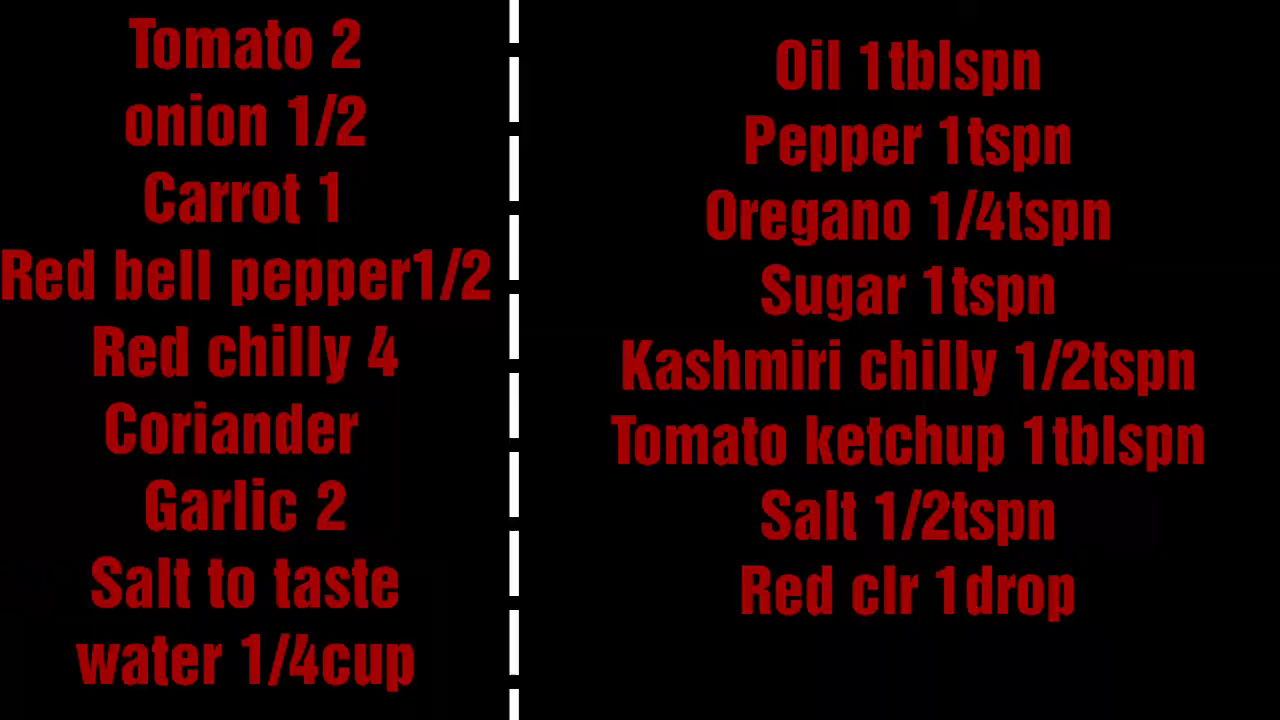 Tomato 2
onion 1/2
Carrot 1
Red bell pepper1/2
Red chilly 4
Coriander
Garlic 2
Salt to taste
water 1/4cup
Oil 1tblspn
Pepper 1tspn
Oregano 1/4tspn
Sugar 1tspn
Kashmiri chilly 1/2tspn
Tomato ketchup 1tblspn
Salt 1/2tspn
Red clr 1drop